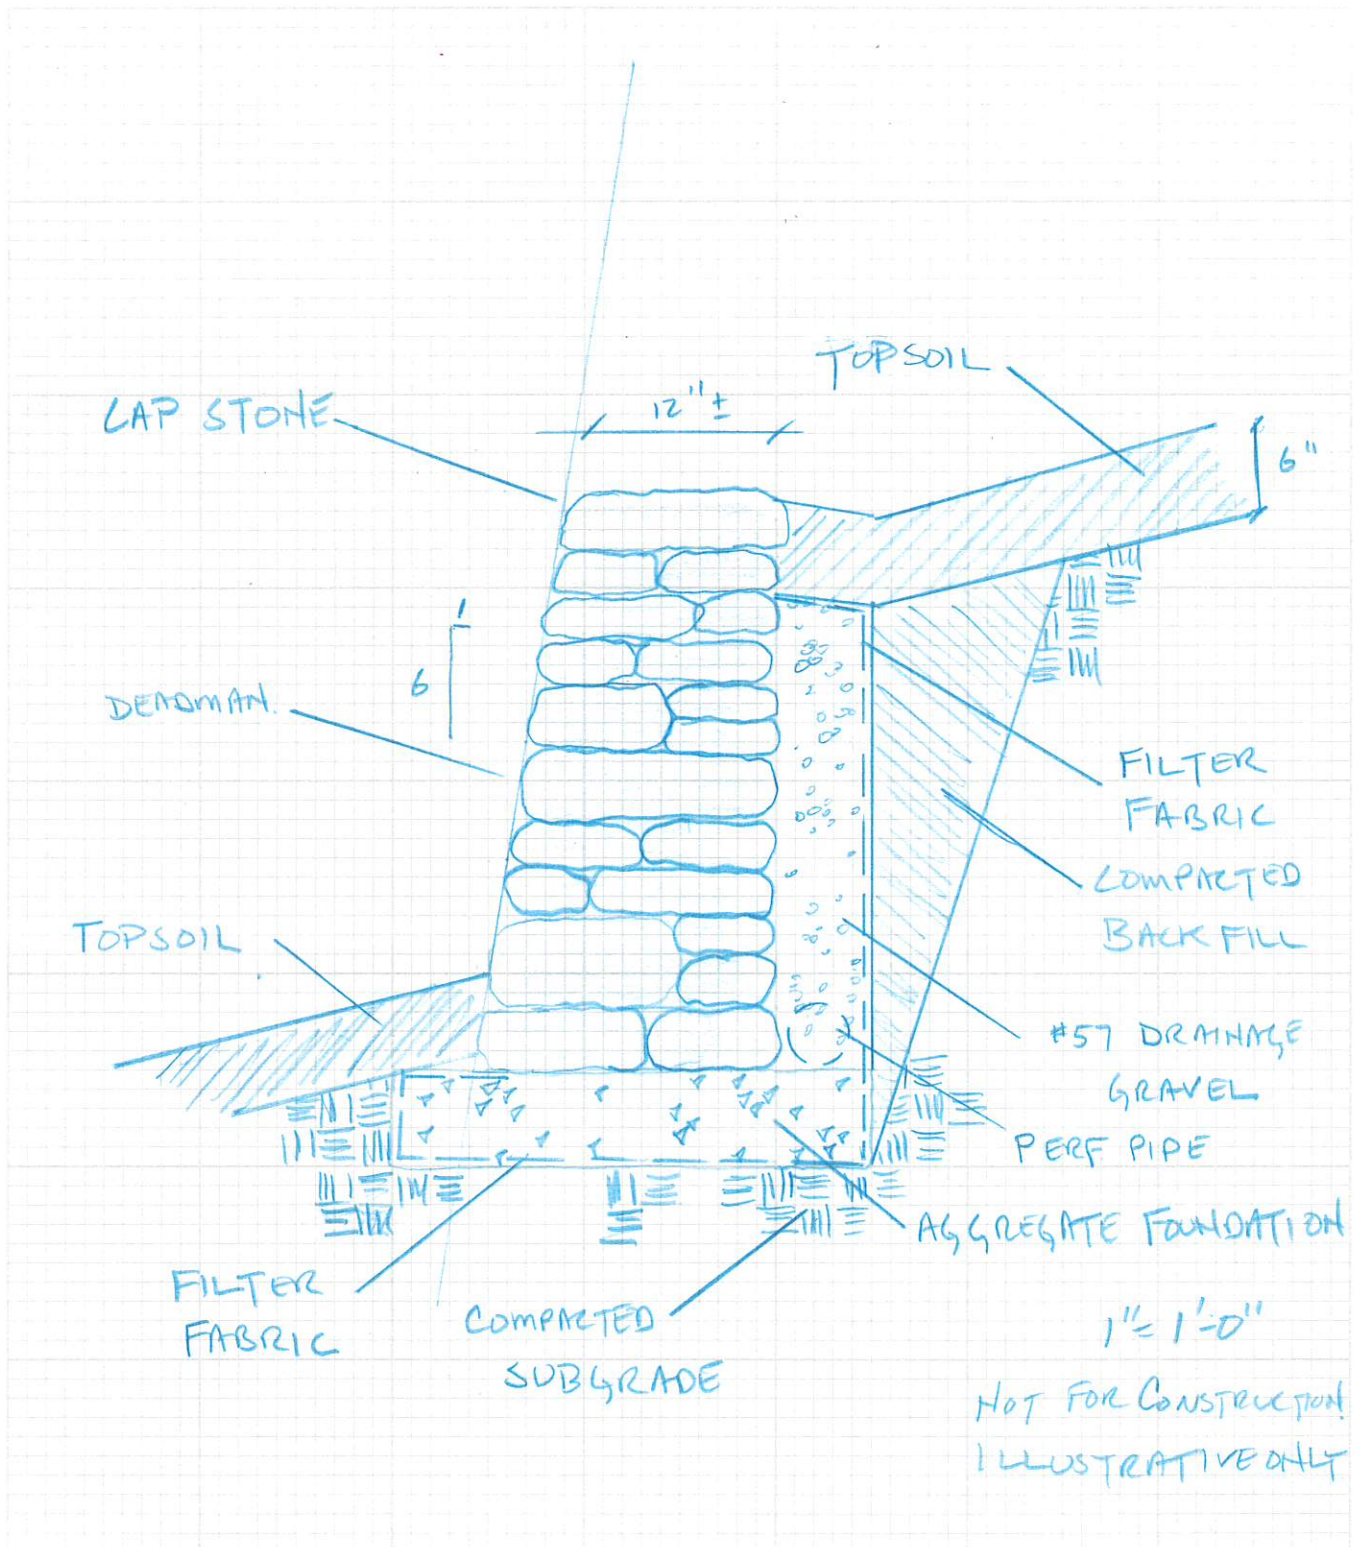 TOPSOIL
CAP STONE
12"±
6"
1
6
DEADMAN.
FILTER
FABRIC
COMPACTED
BACK FILL
TOPSOIL
#57 DRAINAGE
GRAVEL
PERF PIPE
AGGREGATE FOUNDATION
FILTER
FABRIC
COMPACTED
SUBGRADE
1"=1'-0"
NOT FOR CONSTRUCTION
ILLUSTRATIVE ONLY